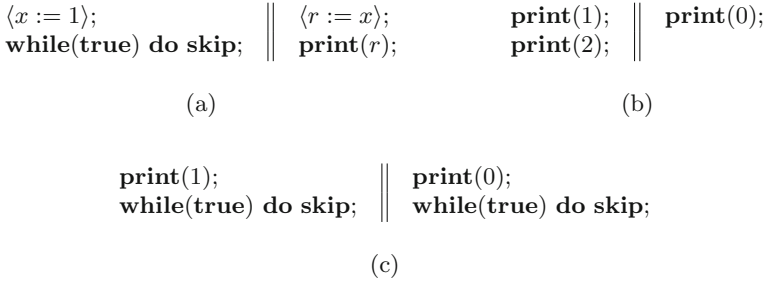 ⟨x := 1⟩; ‖ ⟨r := x⟩; print(1); ‖ print(0);
while(true) do skip; ‖ print(r); print(2); ‖
(a) (b)
print(1); ‖ print(0);
while(true) do skip; ‖ while(true) do skip;
(c)